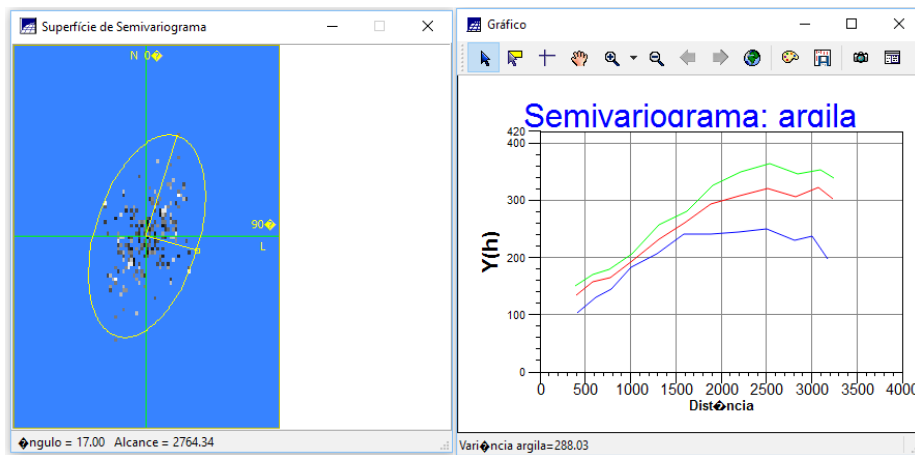 Superfície de Semivariograma
N 0�
90�
L
�ngulo = 17.00 Alcance = 2764.34
Gráfico
Semivariograma: argila
420
400
300
200
100
0
Y(h)
0 500 1000 1500 2000 2500 3000 3500 4000
Dist�ncia
Vari�ncia argila=288.03